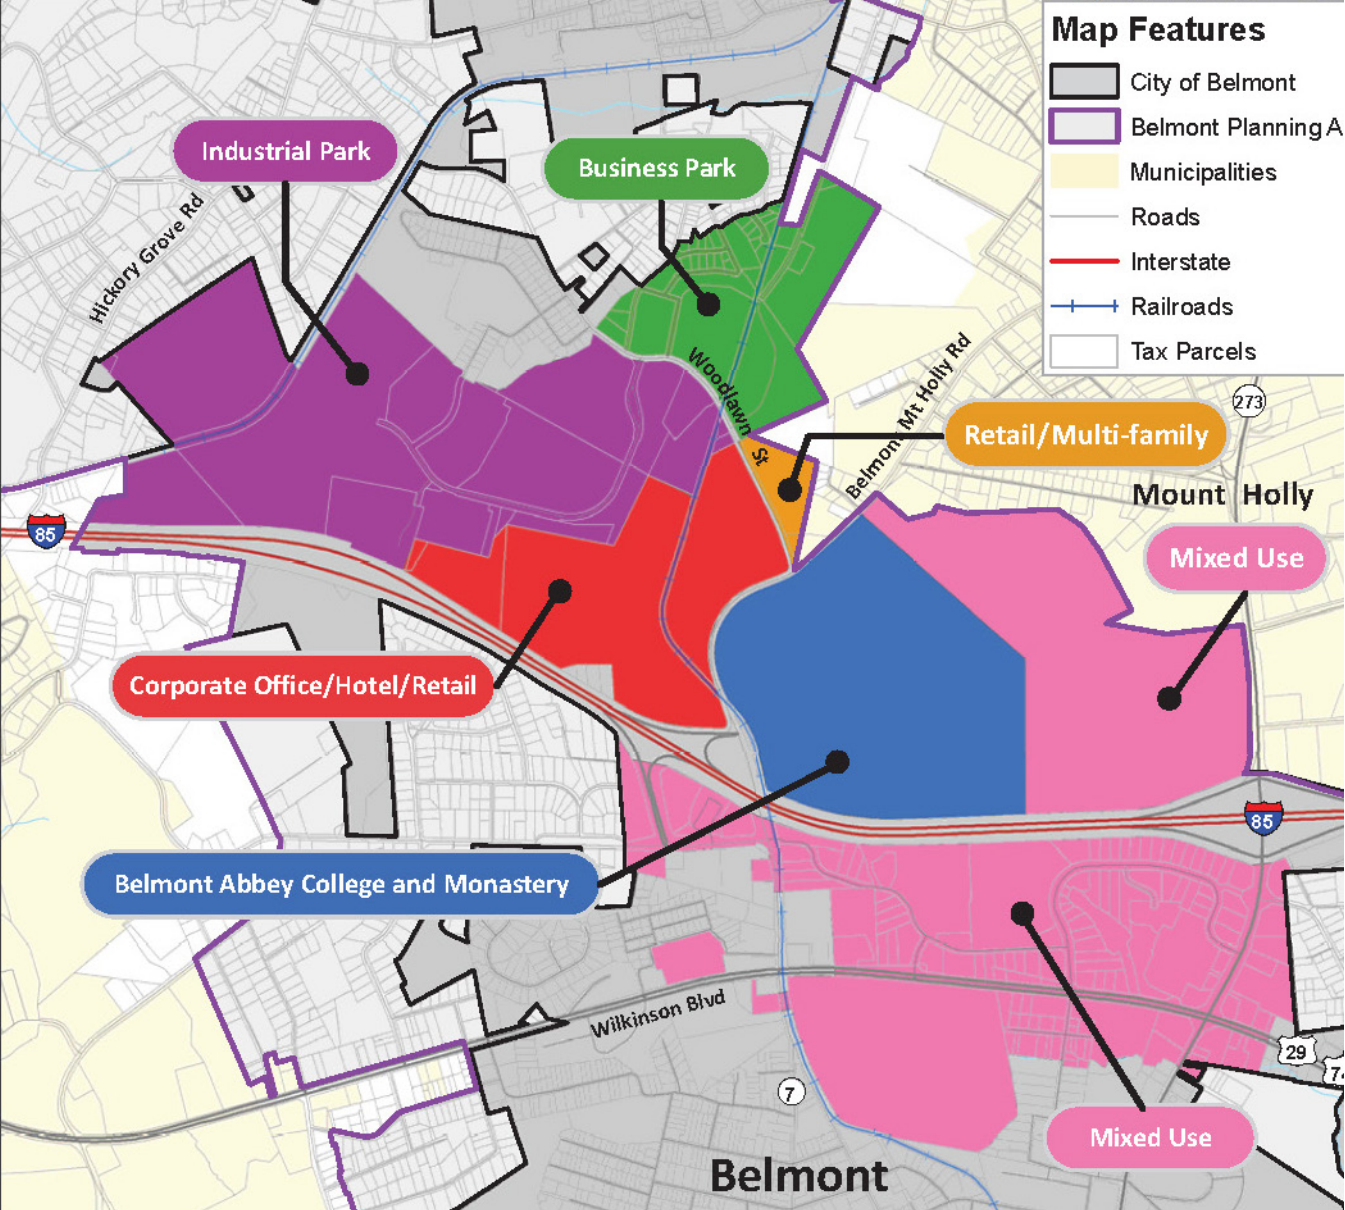 Map Features
City of Belmont
Belmont Planning A
Municipalities
Roads
Interstate
Railroads
Tax Parcels
Industrial Park
Business Park
Hickory Grove Rd
Woodlawn St
Belmont Mt Holly Rd
273
Retail/Multi-family
Mount Holly
85
Mixed Use
Corporate Office/Hotel/Retail
85
Belmont Abbey College and Monastery
Wilkinson Blvd
29
7
Mixed Use
Belmont